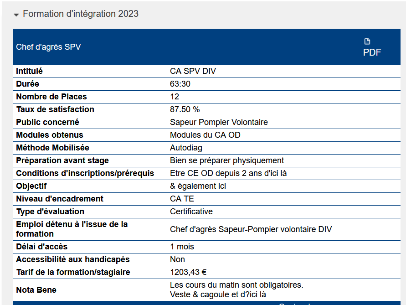 Formation d'intégration 2023
Chef d'agrès SPV
PDF
Intitulé CA SPV DIV
Durée 63:30
Nombre de Places 12
Taux de satisfaction 87.50 %
Public concerné Sapeur Pompier Volontaire
Modules obtenus Modules du CA OD
Méthode Mobilisée Autodiag
Préparation avant stage Bien se préparer physiquement
Conditions d'inscriptions/prérequis Etre CE OD depuis 2 ans d'ici là
Objectif & également ici
Niveau d'encadrement CA TE
Type d'évaluation Certificative
Emploi détenu à l'issue de la formation Chef d'agrès Sapeur-Pompier volontaire DIV
Délai d'accès 1 mois
Accessibilité aux handicapés Non
Tarif de la formation/stagiaire 1203,43 €
Nota Bene Les cours du matin sont obligatoires.
Veste & cagoule et d?ici là